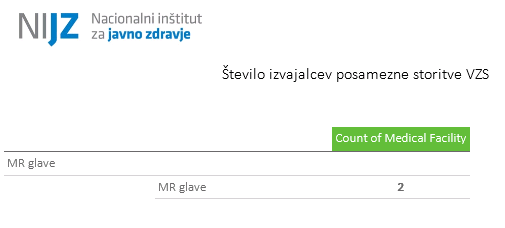 NIJZ Nacionalni inštitut
za javno zdravje
Število izvajalcev posamezne storitve VZS
Count of Medical Facility
MR glave
MR glave 2